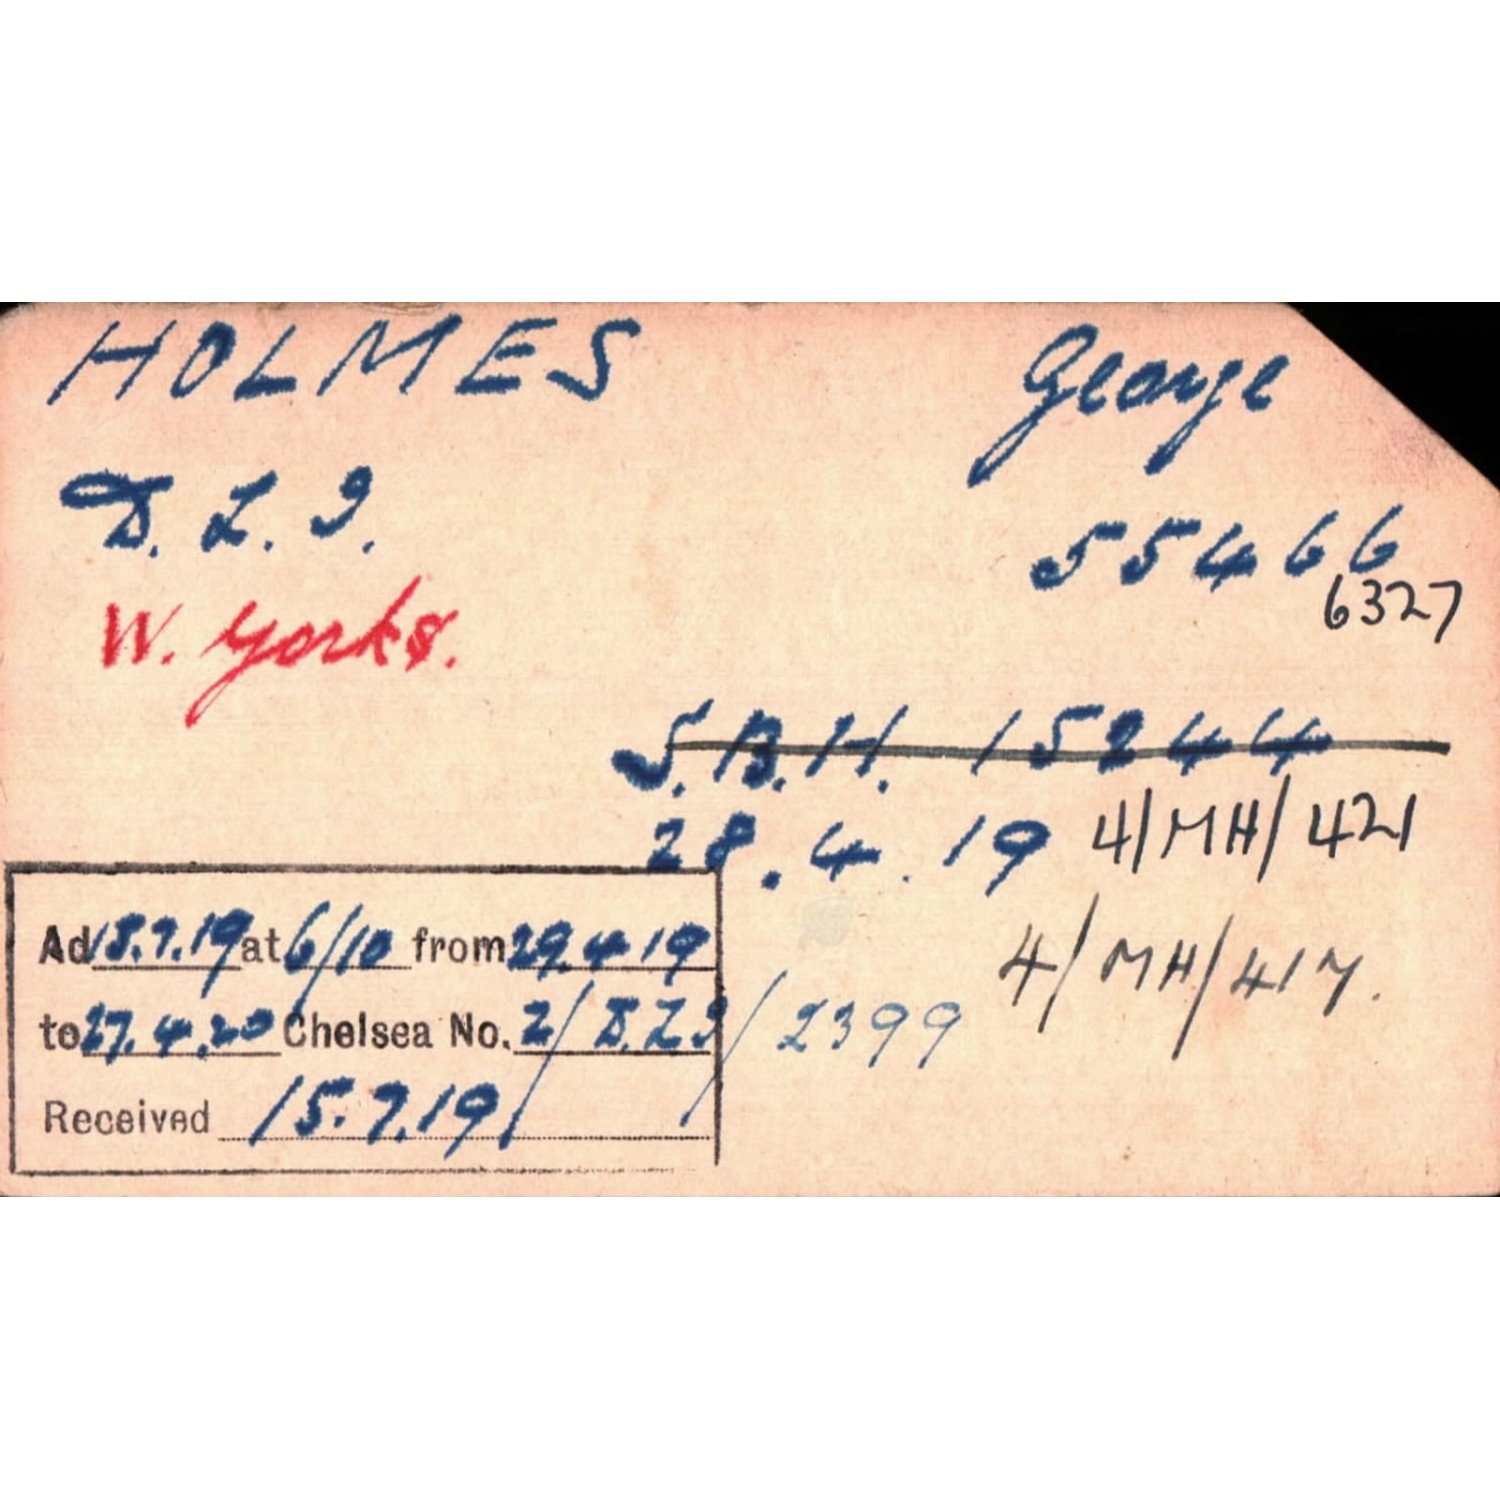 HOLMES George
D. L. I. 55466
6327
W. Yorks.
S.B.H. 15244
28.4.19 4/MH/421
4/MH/417.
Ad 18.7.19 at 6/10 from 29.4.19
to 27.4.20 Chelsea No. 2/D.L.I/2399
Received 15.7.19